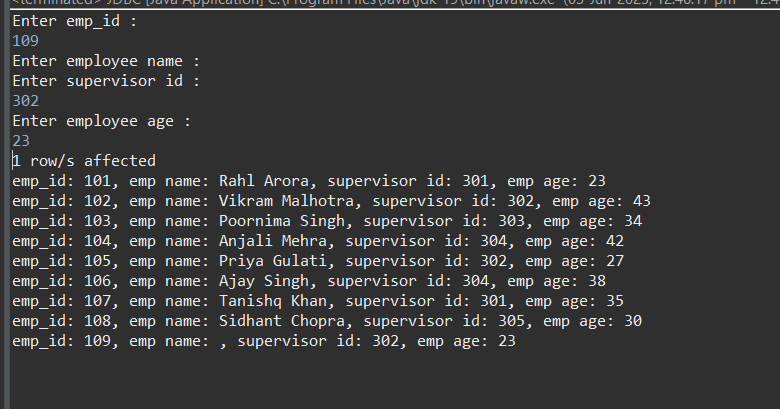 <terminated> JDBC [Java Application] C:\Program Files\Java\jdk-19\bin\javaw.exe (05-Jun-2023, 12:40:17 pm – 12:4
Enter emp_id :
109
Enter employee name :
Enter supervisor id :
302
Enter employee age :
23
1 row/s affected
emp_id: 101, emp name: Rahl Arora, supervisor id: 301, emp age: 23
emp_id: 102, emp name: Vikram Malhotra, supervisor id: 302, emp age: 43
emp_id: 103, emp name: Poornima Singh, supervisor id: 303, emp age: 34
emp_id: 104, emp name: Anjali Mehra, supervisor id: 304, emp age: 42
emp_id: 105, emp name: Priya Gulati, supervisor id: 302, emp age: 27
emp_id: 106, emp name: Ajay Singh, supervisor id: 304, emp age: 38
emp_id: 107, emp name: Tanishq Khan, supervisor id: 301, emp age: 35
emp_id: 108, emp name: Sidhant Chopra, supervisor id: 305, emp age: 30
emp_id: 109, emp name: , supervisor id: 302, emp age: 23